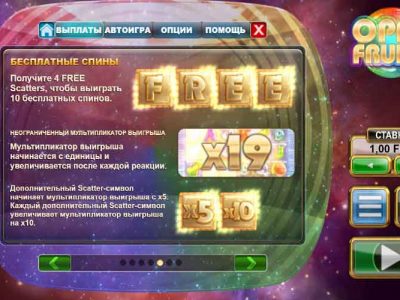 ВЫПЛАТЫ АВТОИГРА ОПЦИИ ПОМОЩЬ X
БЕСПЛАТНЫЕ СПИНЫ
Получите 4 FREE
Scatters, чтобы выиграть
10 бесплатных спинов.
FREE
НЕОГРАНИЧЕННЫЙ МУЛЬТИПЛИКАТОР ВЫИГРЫША
Мультипликатор выигрыша
начинается с единицы и
увеличивается после каждой реакции.
x19
Дополнительный Scatter-символ
начинает мультипликатор выигрыша с x5.
Каждый дополнительный Scatter-символ
увеличивает мультипликатор выигрыша
на x10.
x5 x10
OP
FRU
СТАВ
1,00 F